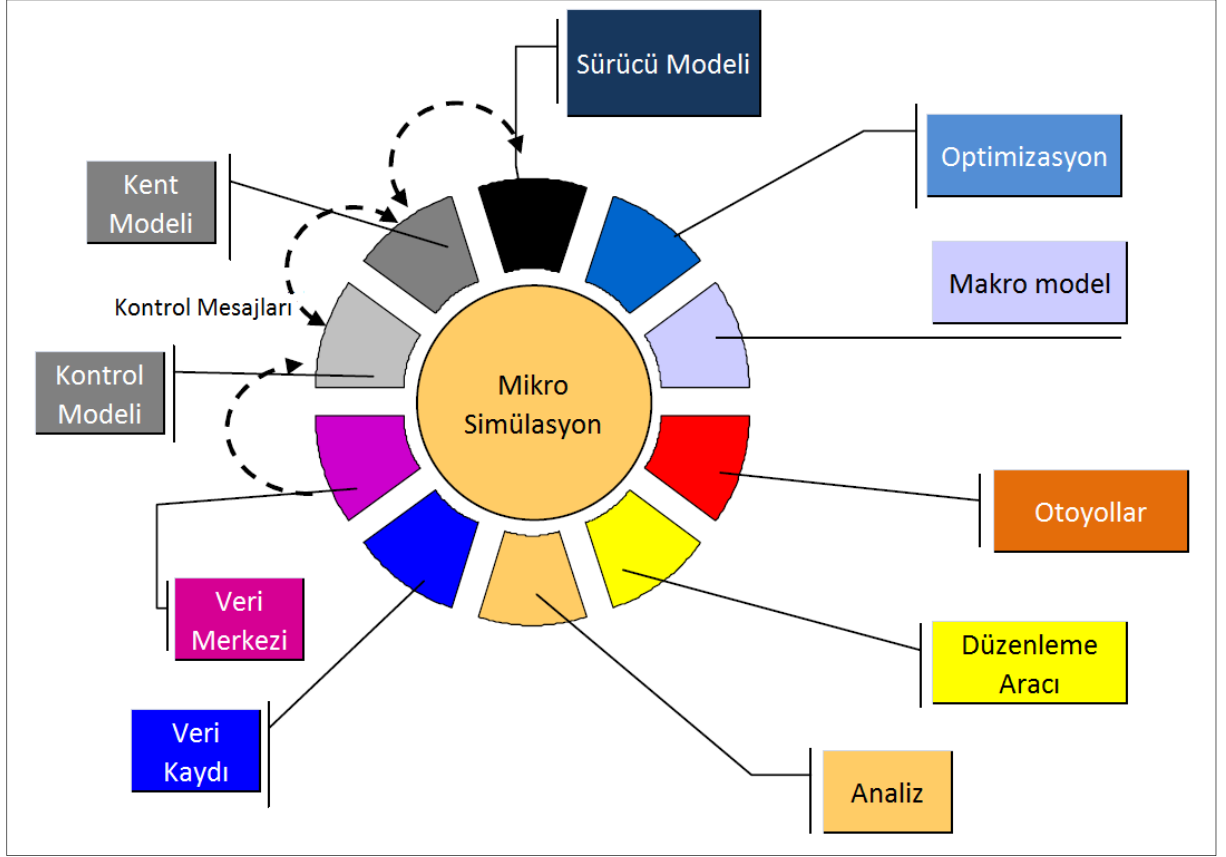 Sürücü Modeli
Optimizasyon
Kent
Modeli
Makro model
Kontrol Mesajları
Kontrol
Modeli
Mikro
Simülasyon
Otoyollar
Veri
Merkezi
Düzenleme
Aracı
Veri
Kaydı
Analiz